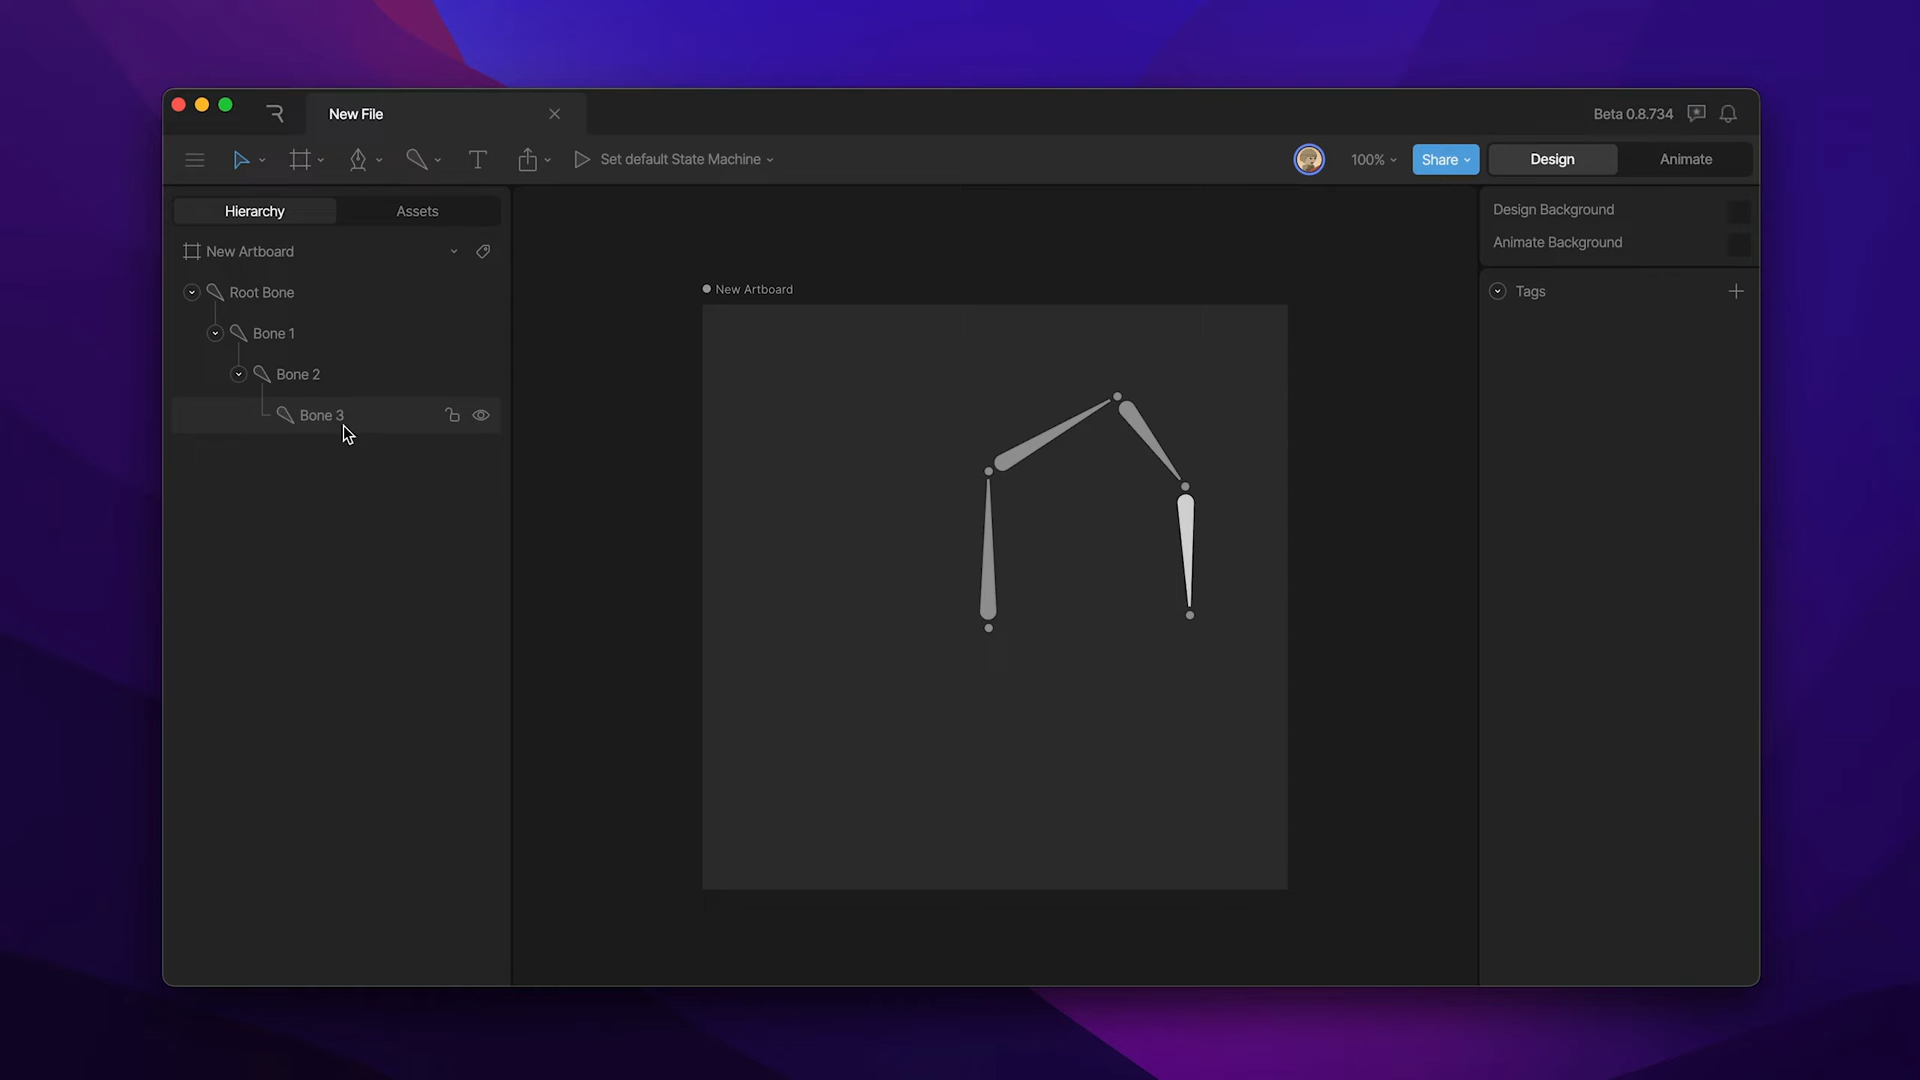 New File
Beta 0.8.734
Set default State Machine
100%
Share
Design
Animate
Hierarchy
Assets
New Artboard
Root Bone
Bone 1
Bone 2
Bone 3
New Artboard
Design Background
Animate Background
Tags